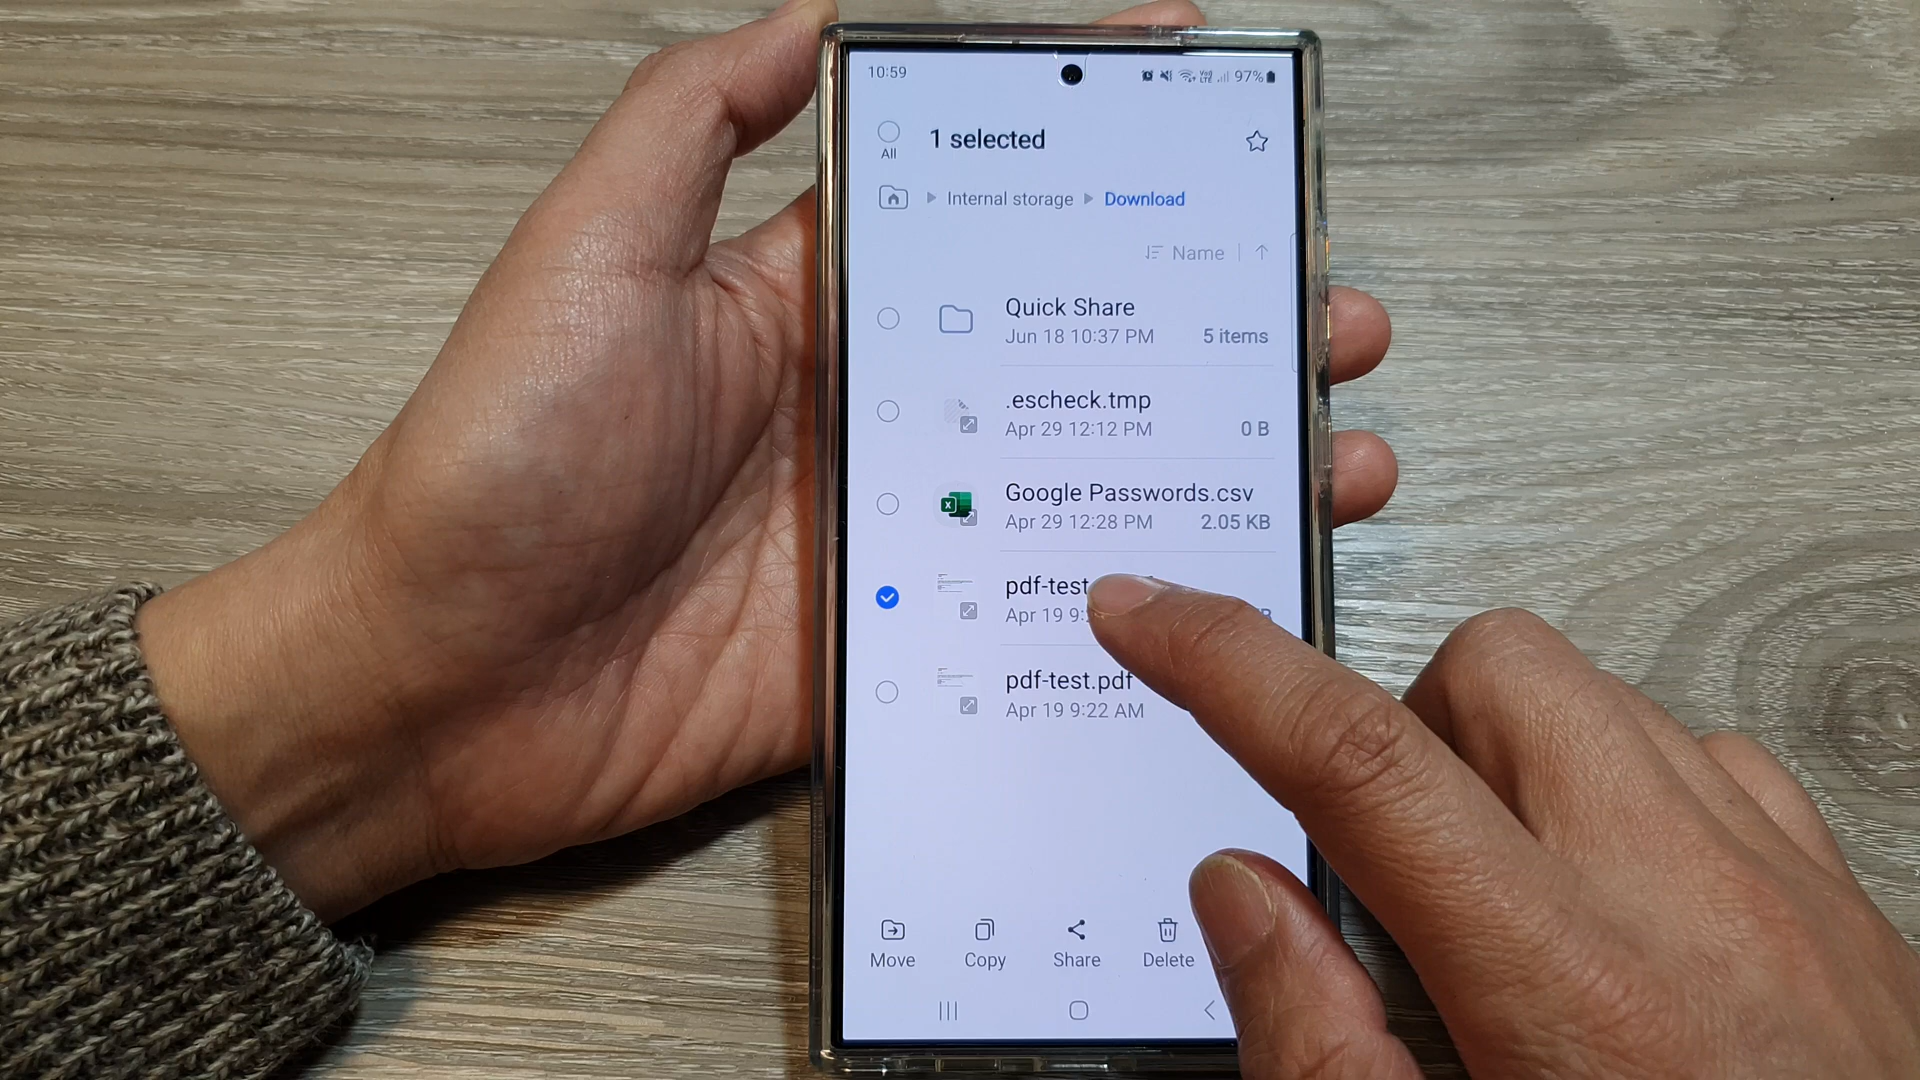 10:59
97%
1 selected
All
Internal storage
Download
Name
Quick Share
Jun 18 10:37 PM
5 items
.escheck.tmp
Apr 29 12:12 PM
0 B
Google Passwords.csv
Apr 29 12:28 PM
2.05 KB
pdf-test
Apr 19 9:
pdf-test.pdf
Apr 19 9:22 AM
Move
Copy
Share
Delete